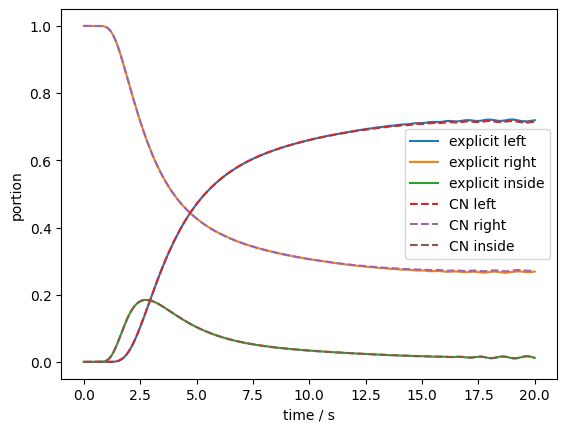 1.0
0.8
0.6
0.4
0.2
0.0
portion
explicit left
explicit right
explicit inside
CN left
CN right
CN inside
0.0 2.5 5.0 7.5 10.0 12.5 15.0 17.5 20.0
time / s